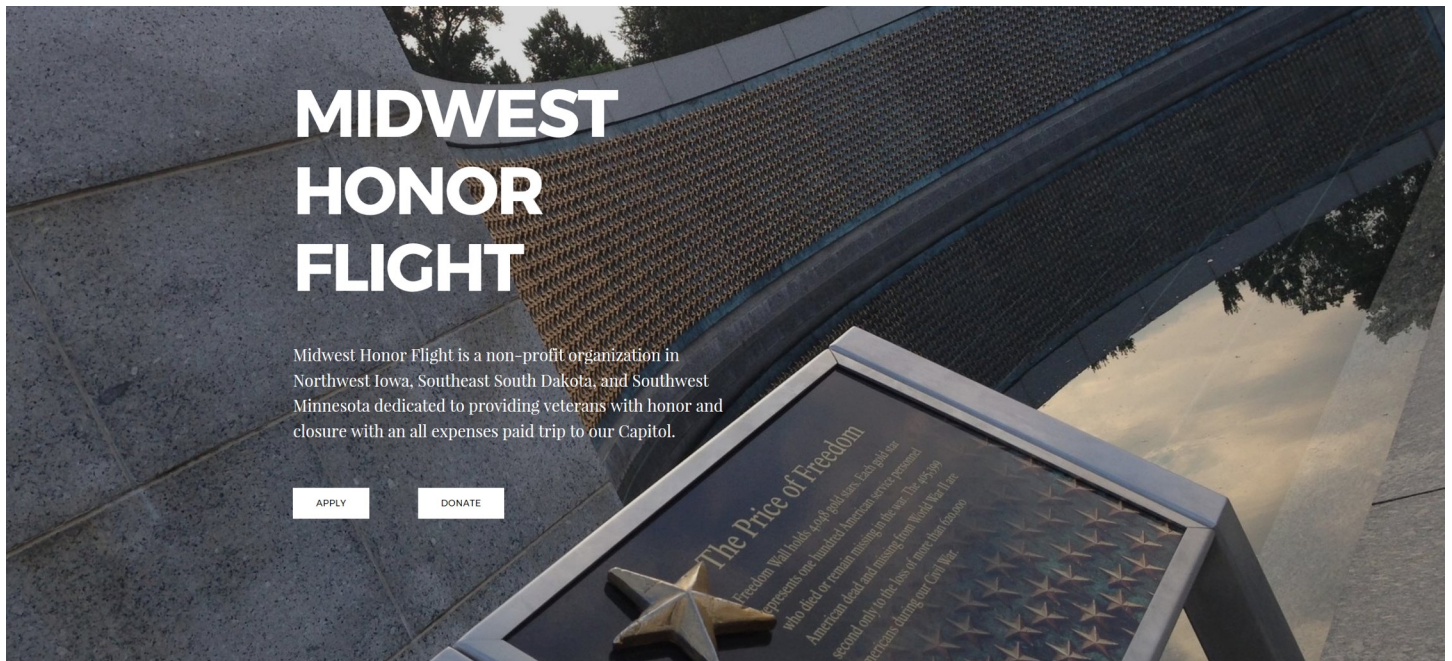 MIDWEST
HONOR
FLIGHT
Midwest Honor Flight is a non-profit organization in
Northwest Iowa, Southeast South Dakota, and Southwest
Minnesota dedicated to providing veterans with honor and
closure with an all expenses paid trip to our Capitol.
APPLY
DONATE
The Price of Freedom
Freedom Wall holds 4,048 gold stars. Each gold star
represents one hundred American service personnel
who died or remain missing in the war. The 405,399
American dead and missing from World War II are
second only to the loss of more than 620,000
during our Civil War.